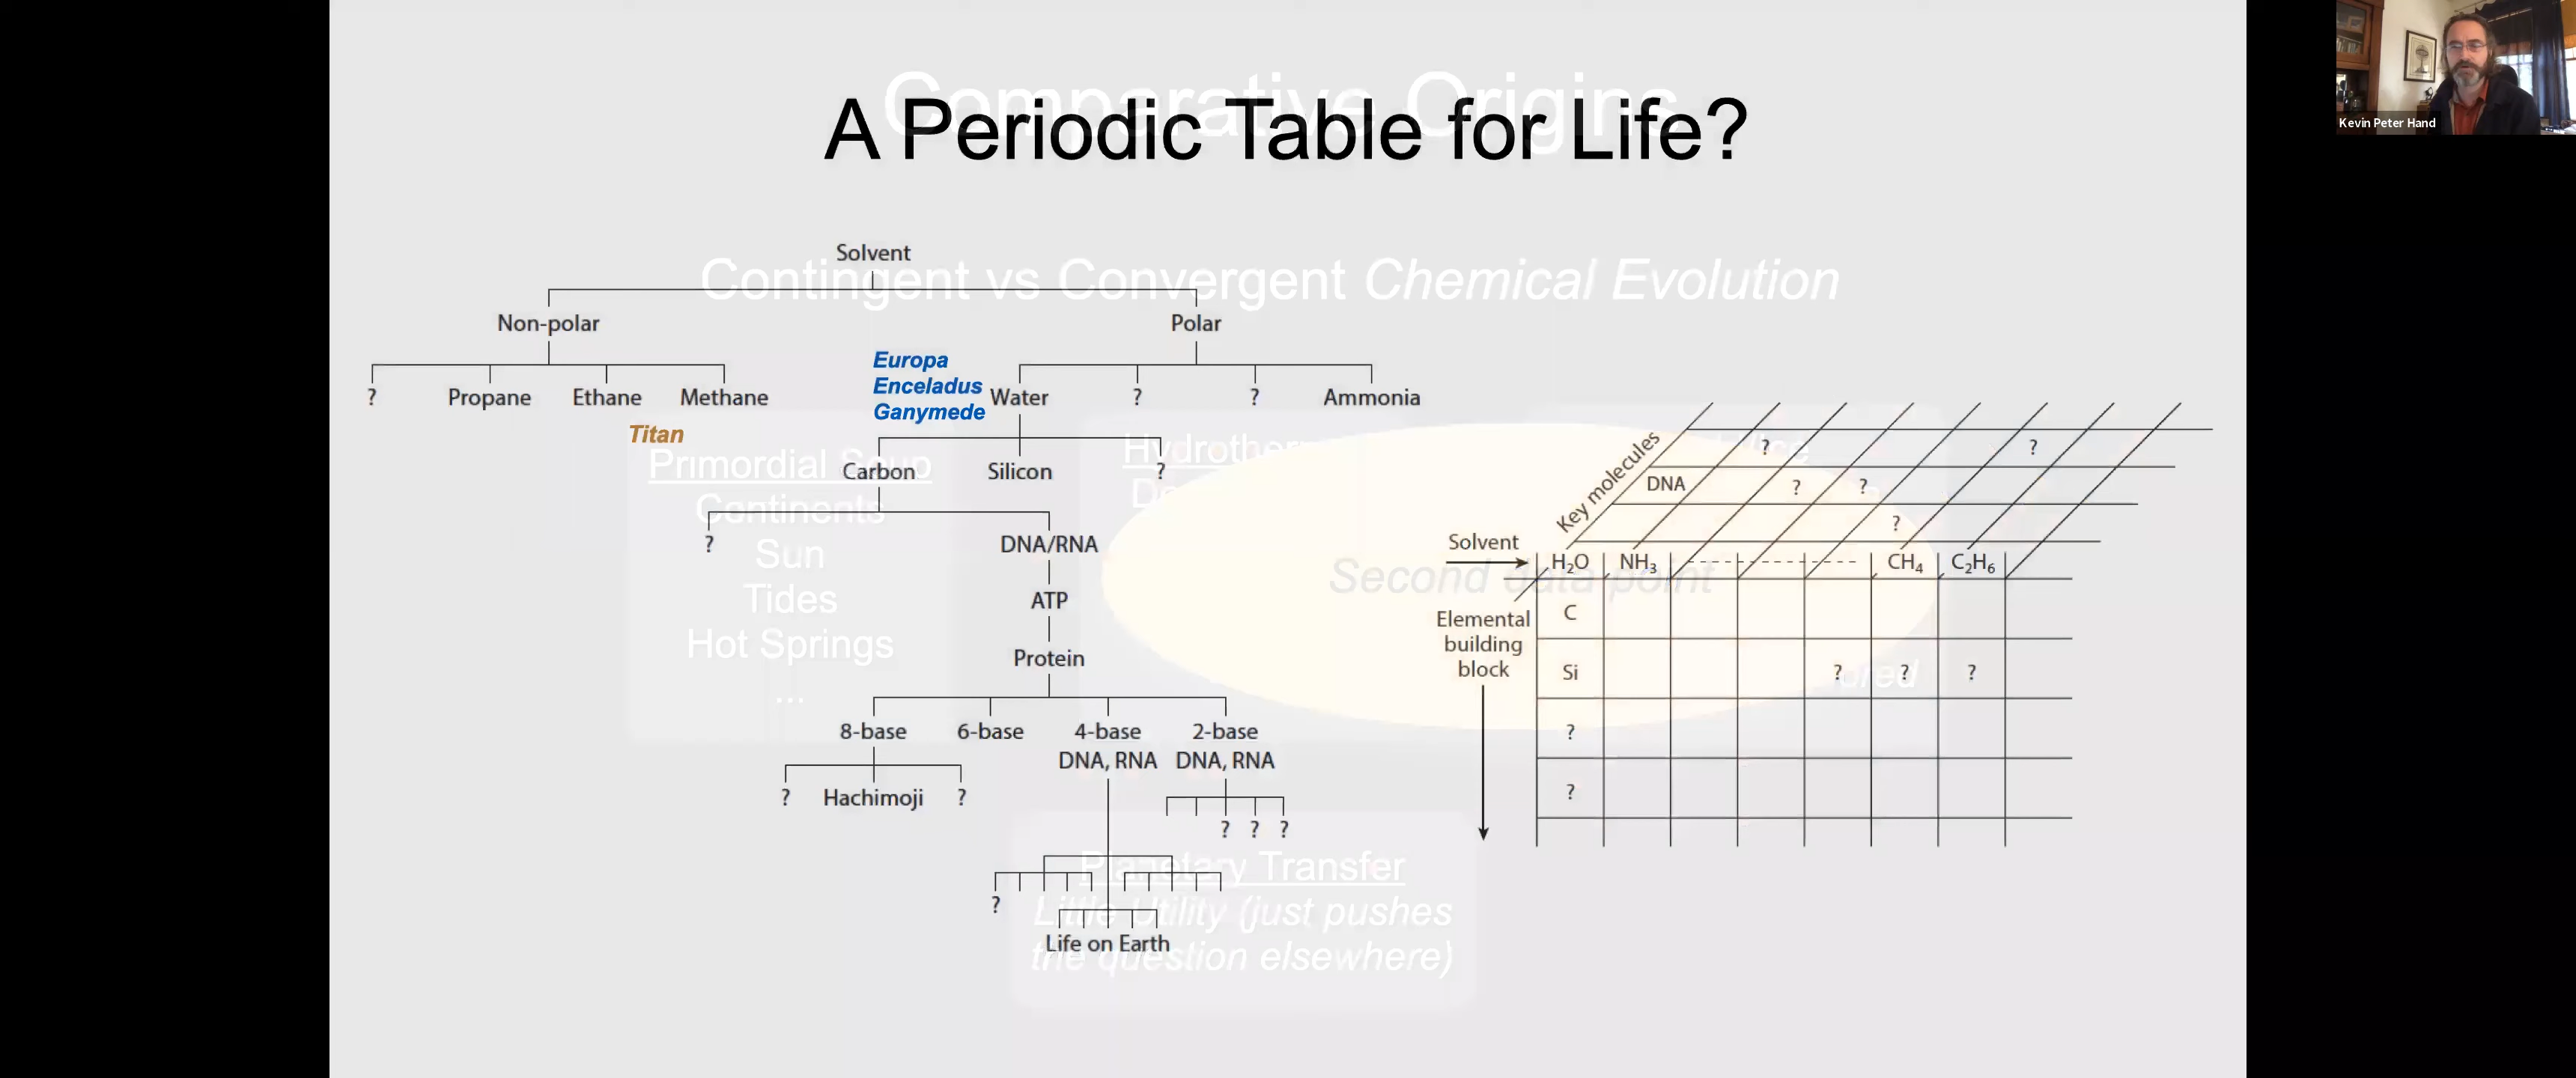 Comparative Origins
A Periodic Table for Life?
Kevin Peter Hand
Contingent vs Convergent Chemical Evolution
Solvent
Non-polar
Polar
? Propane Ethane Methane
Titan
Europa
Enceladus
Ganymede
Water ? ? Ammonia
Carbon Silicon ?
? DNA/RNA
ATP
Protein
8-base 6-base 4-base 2-base
DNA, RNA DNA, RNA
? Hachimoji ?
? ? ?
?
Life on Earth
Primordial Soup
Continents
Sun
Tides
Hot Springs
...
Second data point
Planetary Transfer
Little Utility (just pushes
the question elsewhere)
Key molecules
? ?
DNA ? ?
?
Solvent
H₂O NH₃ CH₄ C₂H₆
Elemental
building
block
C
Si ? ? ?
?
?